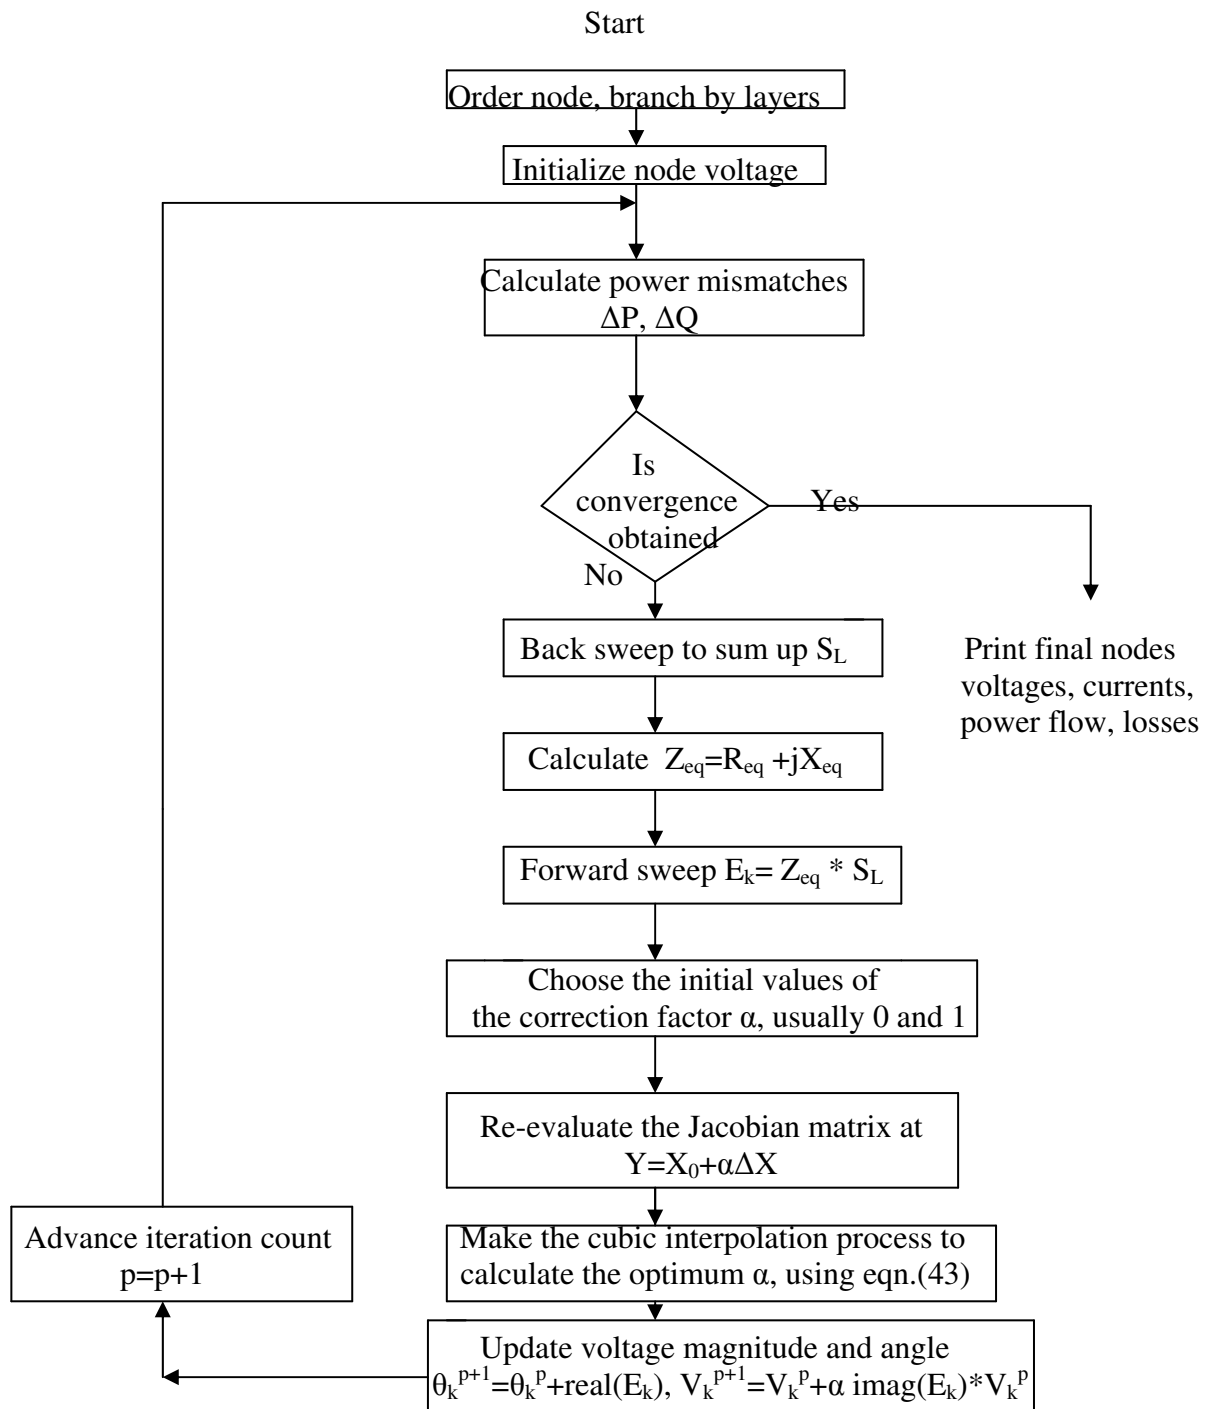 Start
Order node, branch by layers
Initialize node voltage
Calculate power mismatches
ΔP, ΔQ
Is
convergence
obtained
Yes
No
Back sweep to sum up S_L
Print final nodes
voltages, currents,
power flow, losses
Calculate Z_eq=R_eq +jX_eq
Forward sweep E_k= Z_eq * S_L
Choose the initial values of
the correction factor α, usually 0 and 1
Re-evaluate the Jacobian matrix at
Y=X_0+αΔX
Advance iteration count
p=p+1
Make the cubic interpolation process to
calculate the optimum α, using eqn.(43)
Update voltage magnitude and angle
θ_k^{p+1}=θ_k^p+real(E_k), V_k^{p+1}=V_k^p+α imag(E_k)*V_k^p